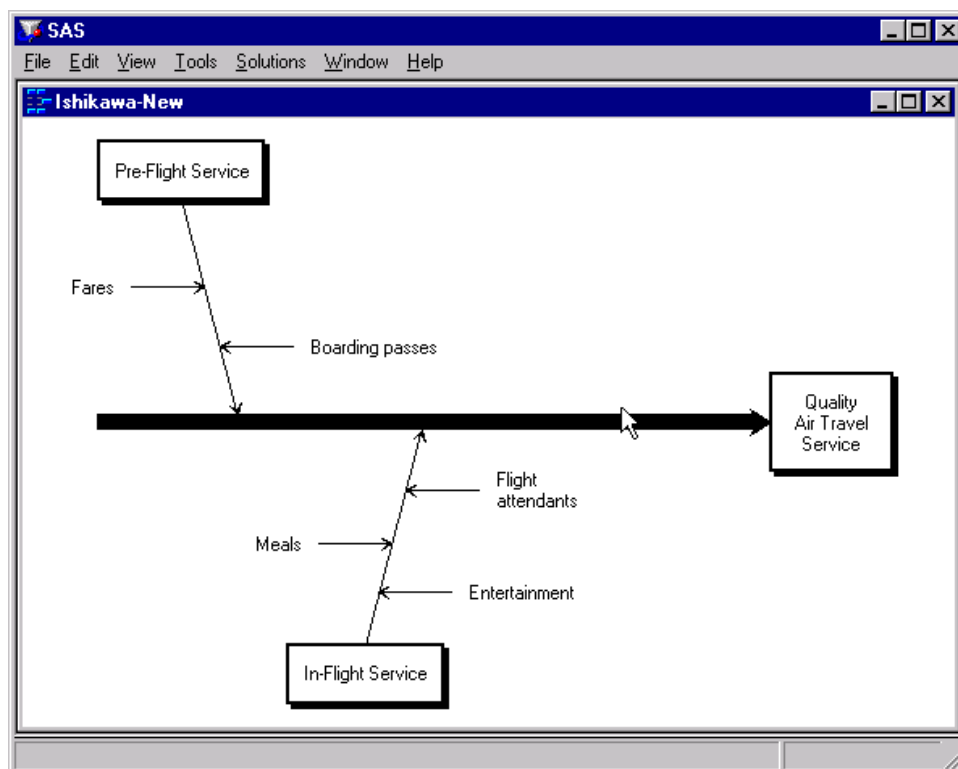 SAS
File Edit View Tools Solutions Window Help
Ishikawa-New
Pre-Flight Service
Fares
Boarding passes
Quality
Air Travel
Service
Flight
attendants
Meals
Entertainment
In-Flight Service